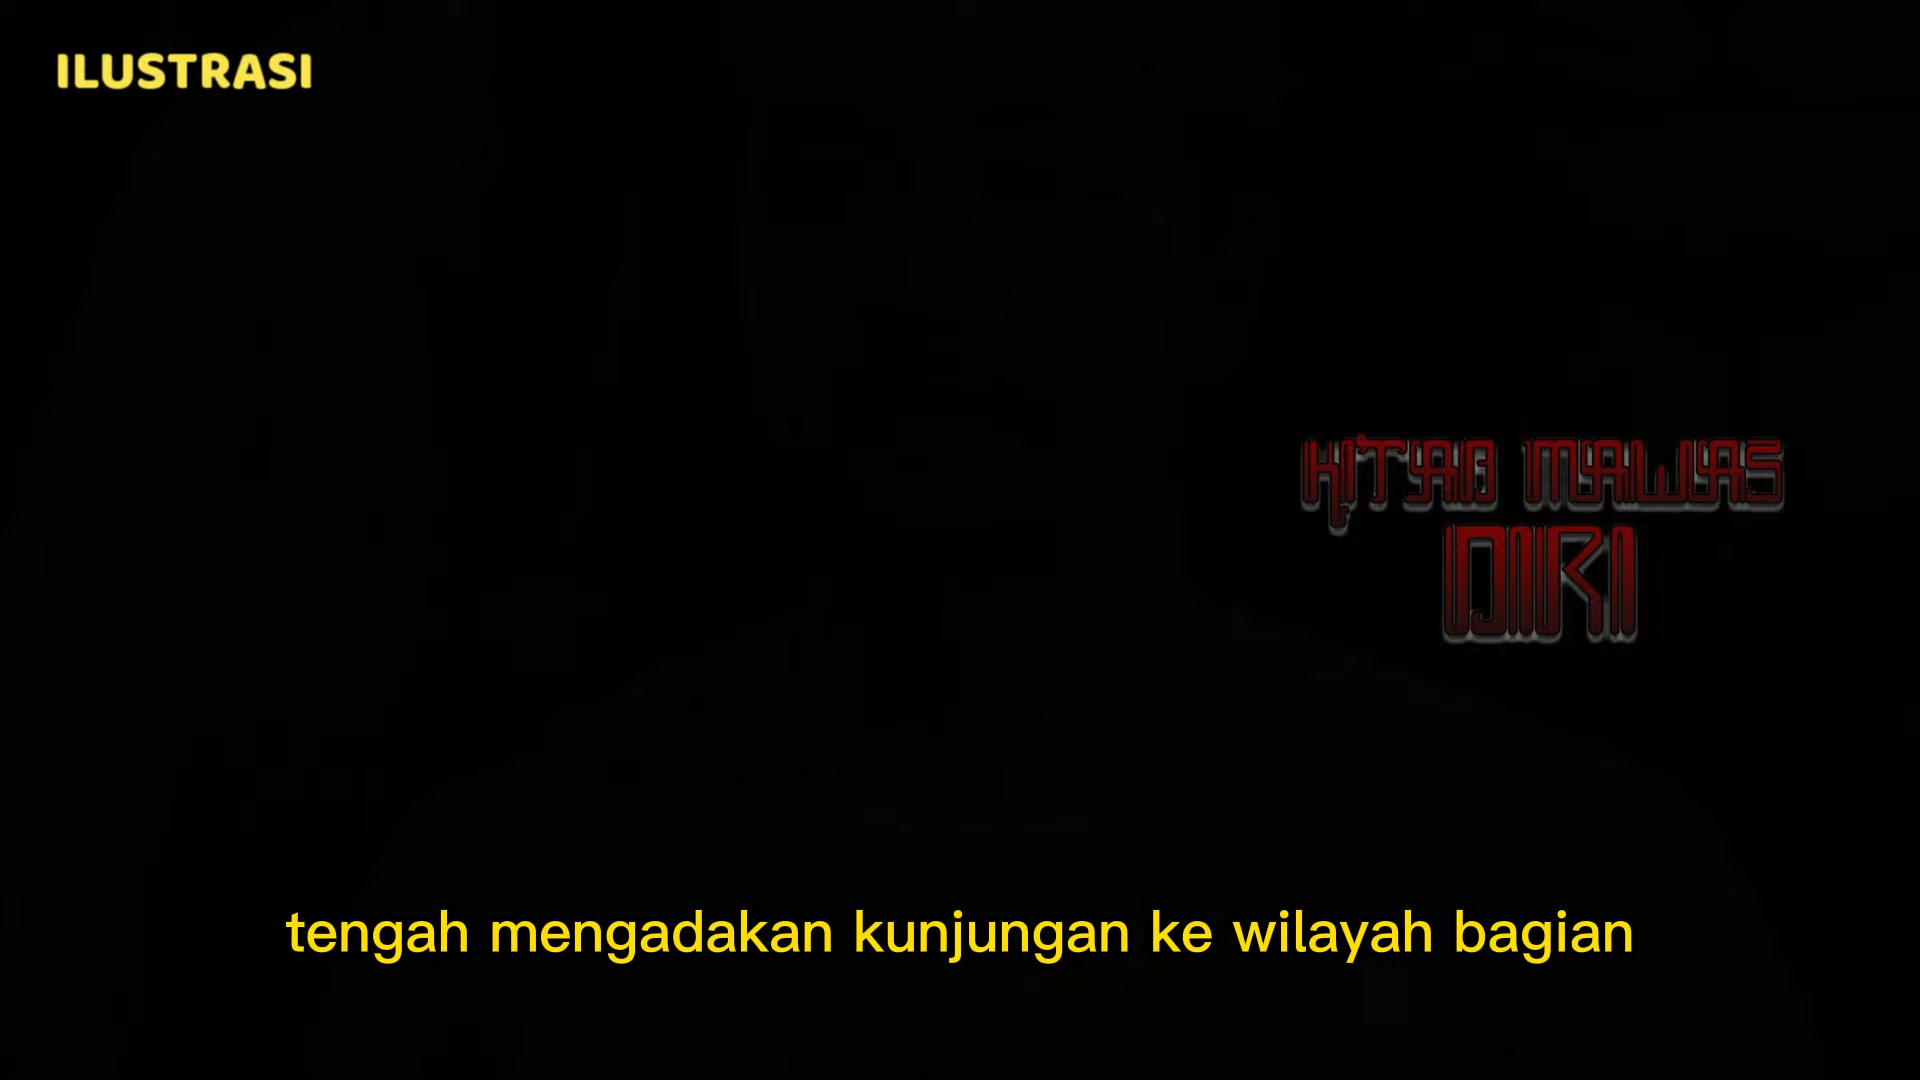 ILUSTRASI
KITAB MAWAS
DIRI
tengah mengadakan kunjungan ke wilayah bagian